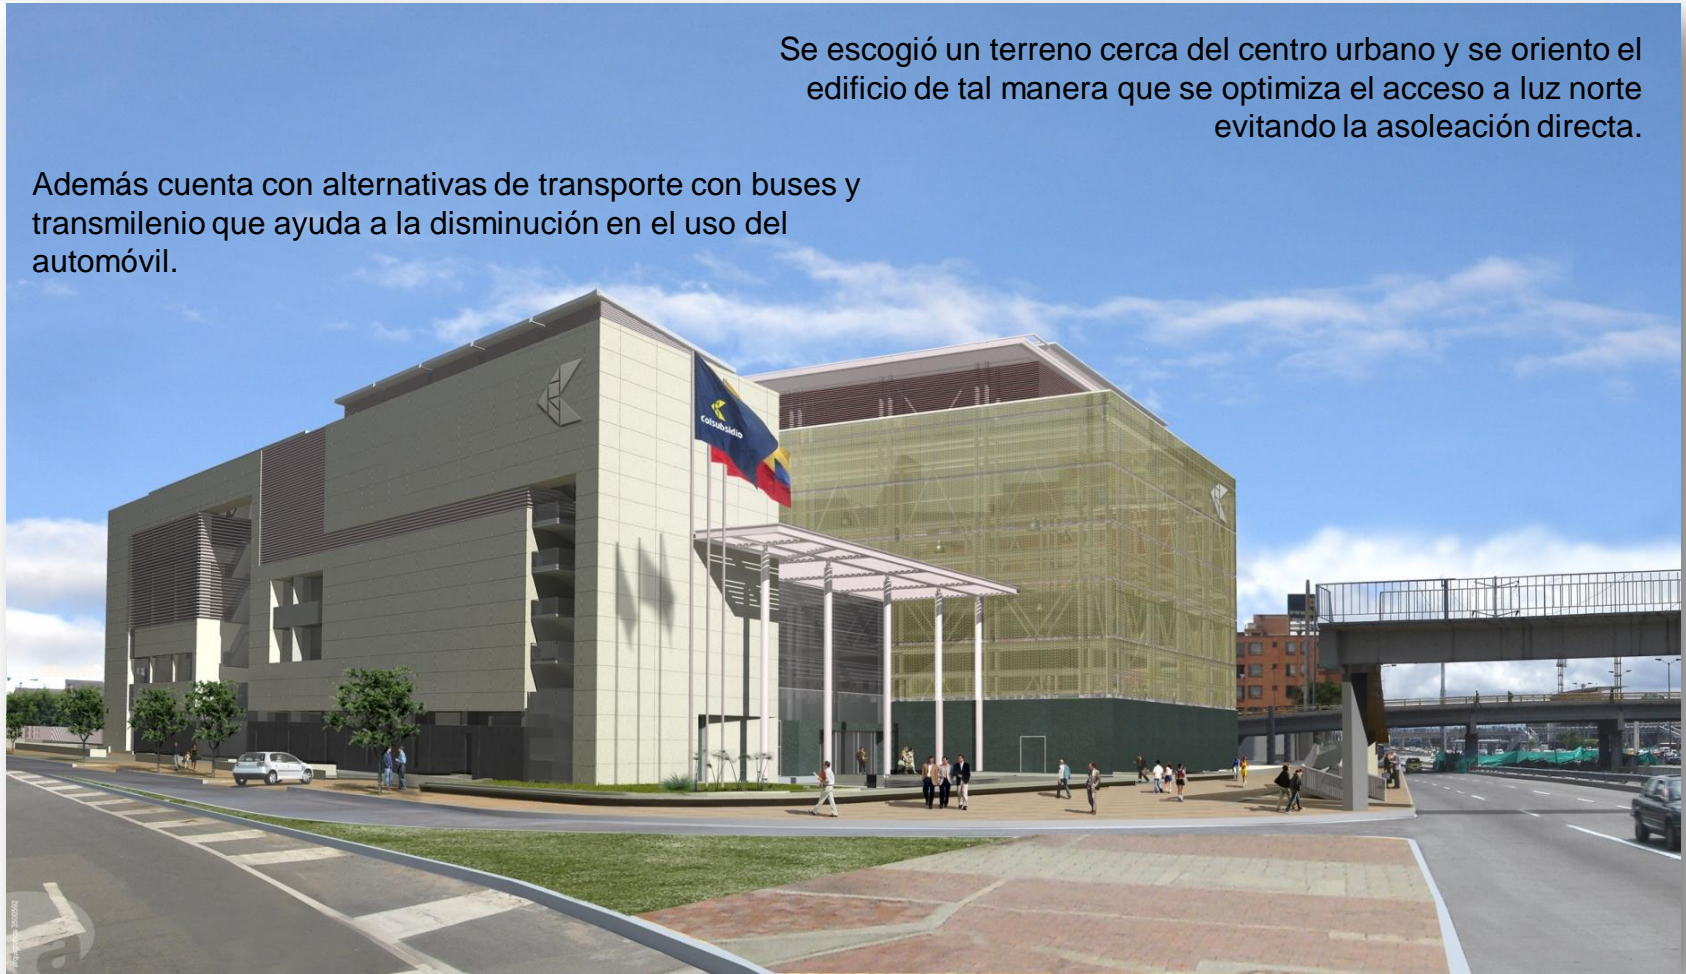 Se escogió un terreno cerca del centro urbano y se oriento el
edificio de tal manera que se optimiza el acceso a luz norte
evitando la asoleación directa.
Además cuenta con alternativas de transporte con buses y
transmilenio que ayuda a la disminución en el uso del
automóvil.
colsubsidio